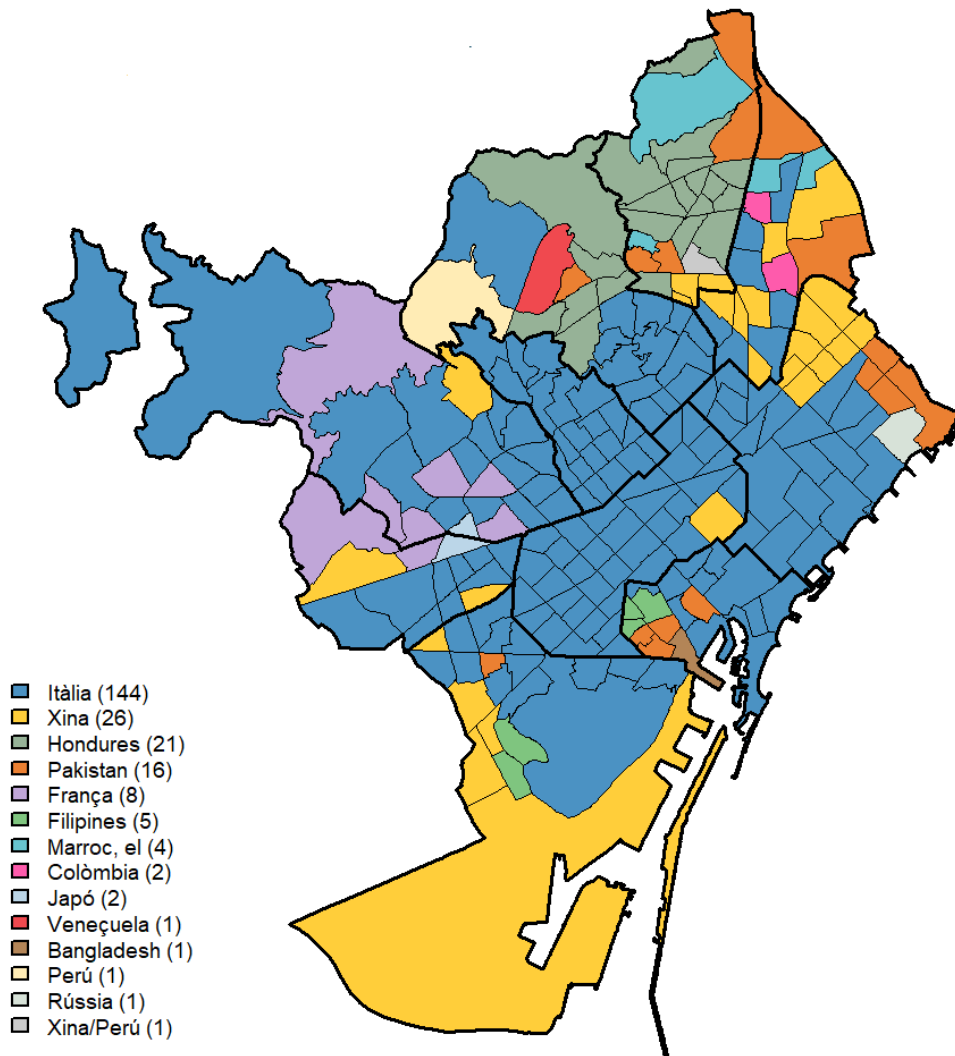 Itàlia (144)
Xina (26)
Hondures (21)
Pakistan (16)
França (8)
Filipines (5)
Marroc, el (4)
Colòmbia (2)
Japó (2)
Veneçuela (1)
Bangladesh (1)
Perú (1)
Rússia (1)
Xina/Perú (1)